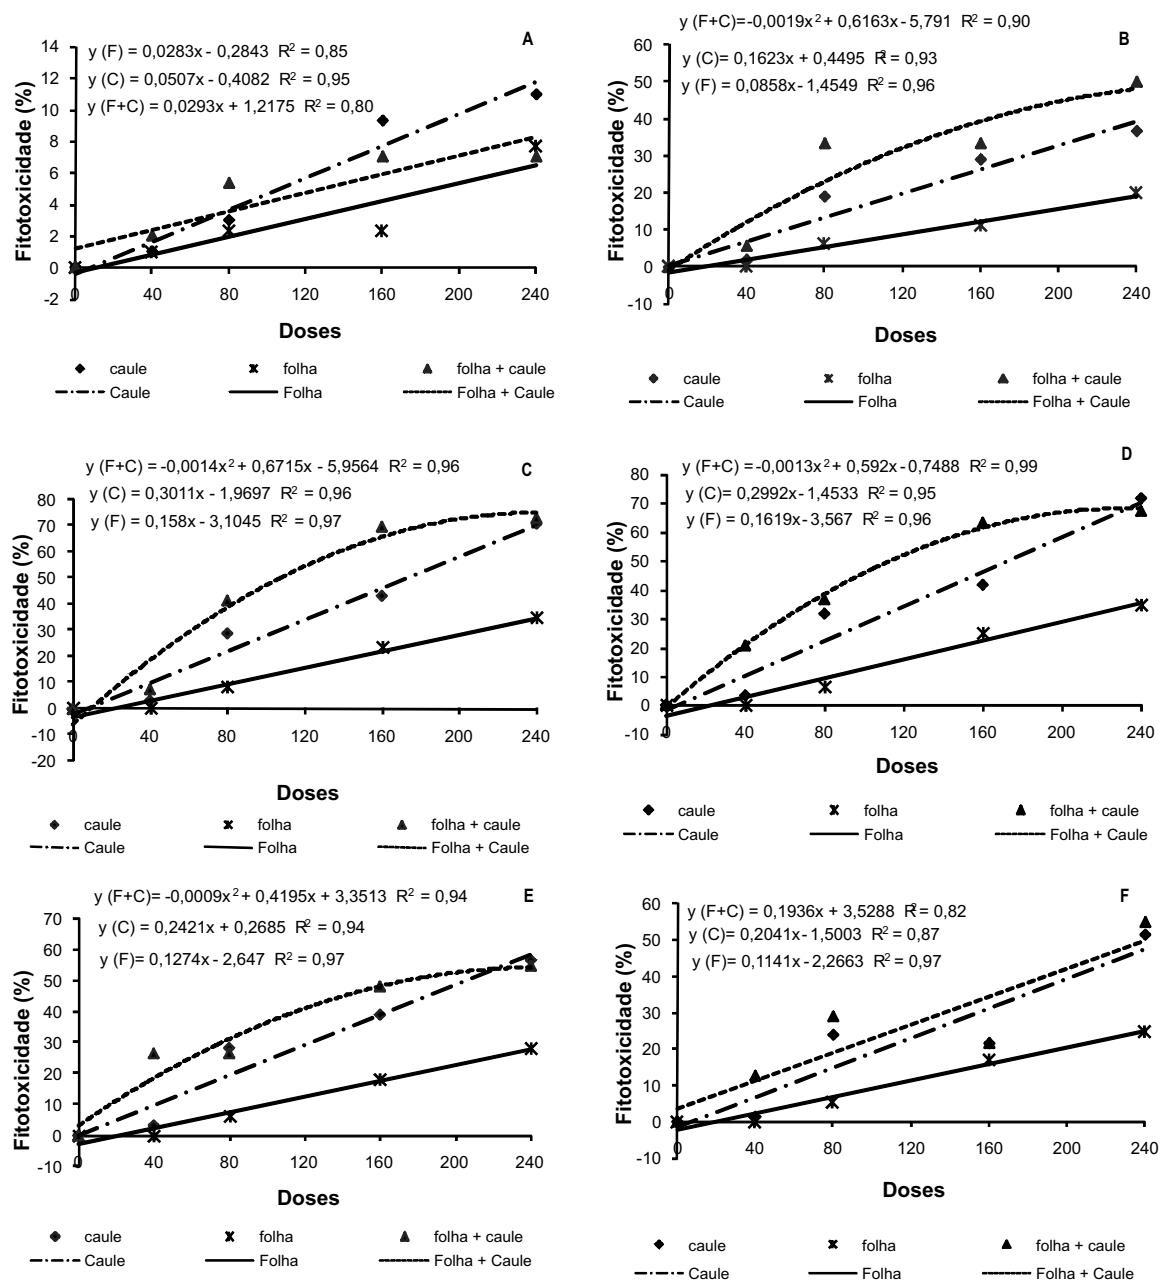 A
y (F) = 0,0283x - 0,2843 R² = 0,85
y (C) = 0,0507x - 0,4082 R² = 0,95
y (F+C) = 0,0293x + 1,2175 R² = 0,80
Fitotoxicidade (%)
14
12
10
8
6
4
2
0
-2
0 40 80 120 160 200 240
Doses
caule folha folha + caule
Caule Folha Folha + Caule
y (F+C)=-0,0019x² + 0,6163x - 5,791 R² = 0,90
B
y (C)= 0,1623x + 0,4495 R² = 0,93
y (F) = 0,0858x - 1,4549 R² = 0,96
Fitotoxicidade (%)
60
50
40
30
20
10
0
-10
0 40 80 120 160 200 240
Doses
caule folha folha + caule
Caule Folha Folha + Caule
y (F+C) = -0,0014x² + 0,6715x - 5,9564 R² = 0,96
C
y (C) = 0,3011x - 1,9697 R² = 0,96
y (F) = 0,158x - 3,1045 R² = 0,97
Fitotoxicidade (%)
80
70
60
50
40
30
20
10
0
-10
-20
0 40 80 120 160 200 240
Doses
caule folha folha + caule
Caule Folha Folha + Caule
y (F+C) = -0,0013x² + 0,592x - 0,7488 R² = 0,99
D
y (C)= 0,2992x - 1,4533 R² = 0,95
y (F) = 0,1619x - 3,567 R² = 0,96
Fitotoxicidade (%)
80
70
60
50
40
30
20
10
0
-10
0 40 80 120 160 200 240
Doses
caule folha folha + caule
Caule Folha Folha + Caule
y (F+C)= -0,0009x² + 0,4195x + 3,3513 R² = 0,94
E
y (C) = 0,2421x + 0,2685 R² = 0,94
y (F)= 0,1274x - 2,647 R² = 0,97
Fitotoxicidade (%)
70
60
50
40
30
20
10
0
-10
0 40 80 120 160 200 240
Doses
caule folha folha + caule
Caule Folha Folha + Caule
F
y (F+C) = 0,1936x + 3,5288 R² = 0,82
y (C)= 0,2041x - 1,5003 R² = 0,87
y (F)= 0,1141x - 2,2663 R² = 0,97
Fitotoxicidade (%)
60
50
40
30
20
10
0
-10
0 40 80 120 160 200 240
Doses
caule folha folha + caule
Caule Folha Folha + Caule